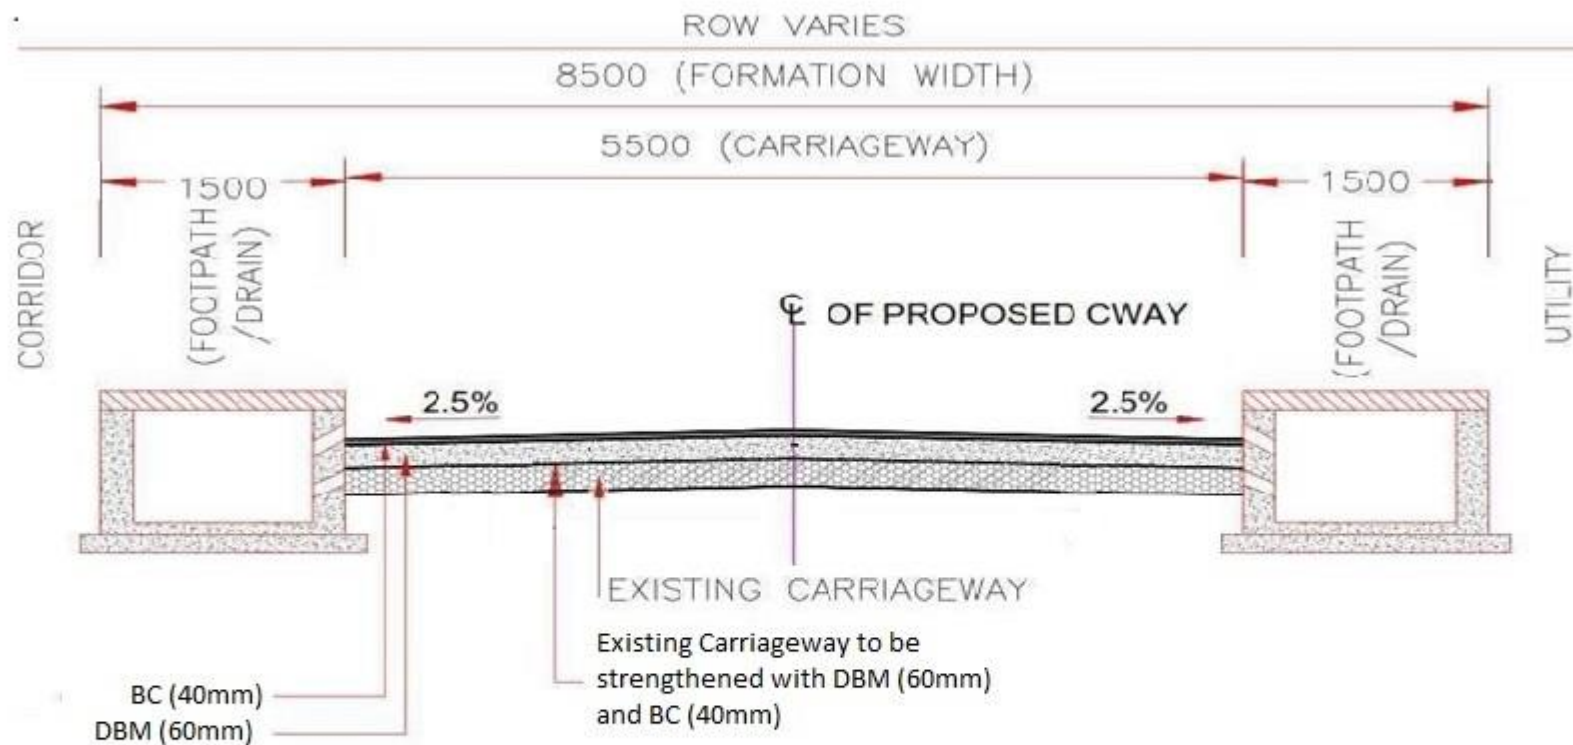 ROW VARIES
8500 (FORMATION WIDTH)
5500 (CARRIAGEWAY)
1500
1500
CORRIDOR
(FOOTPATH
/DRAIN)
(FOOTPATH
/DRAIN)
UTILITY
℄ OF PROPOSED CWAY
2.5%
2.5%
EXISTING CARRIAGEWAY
Existing Carriageway to be
strengthened with DBM (60mm)
and BC (40mm)
BC (40mm)
DBM (60mm)